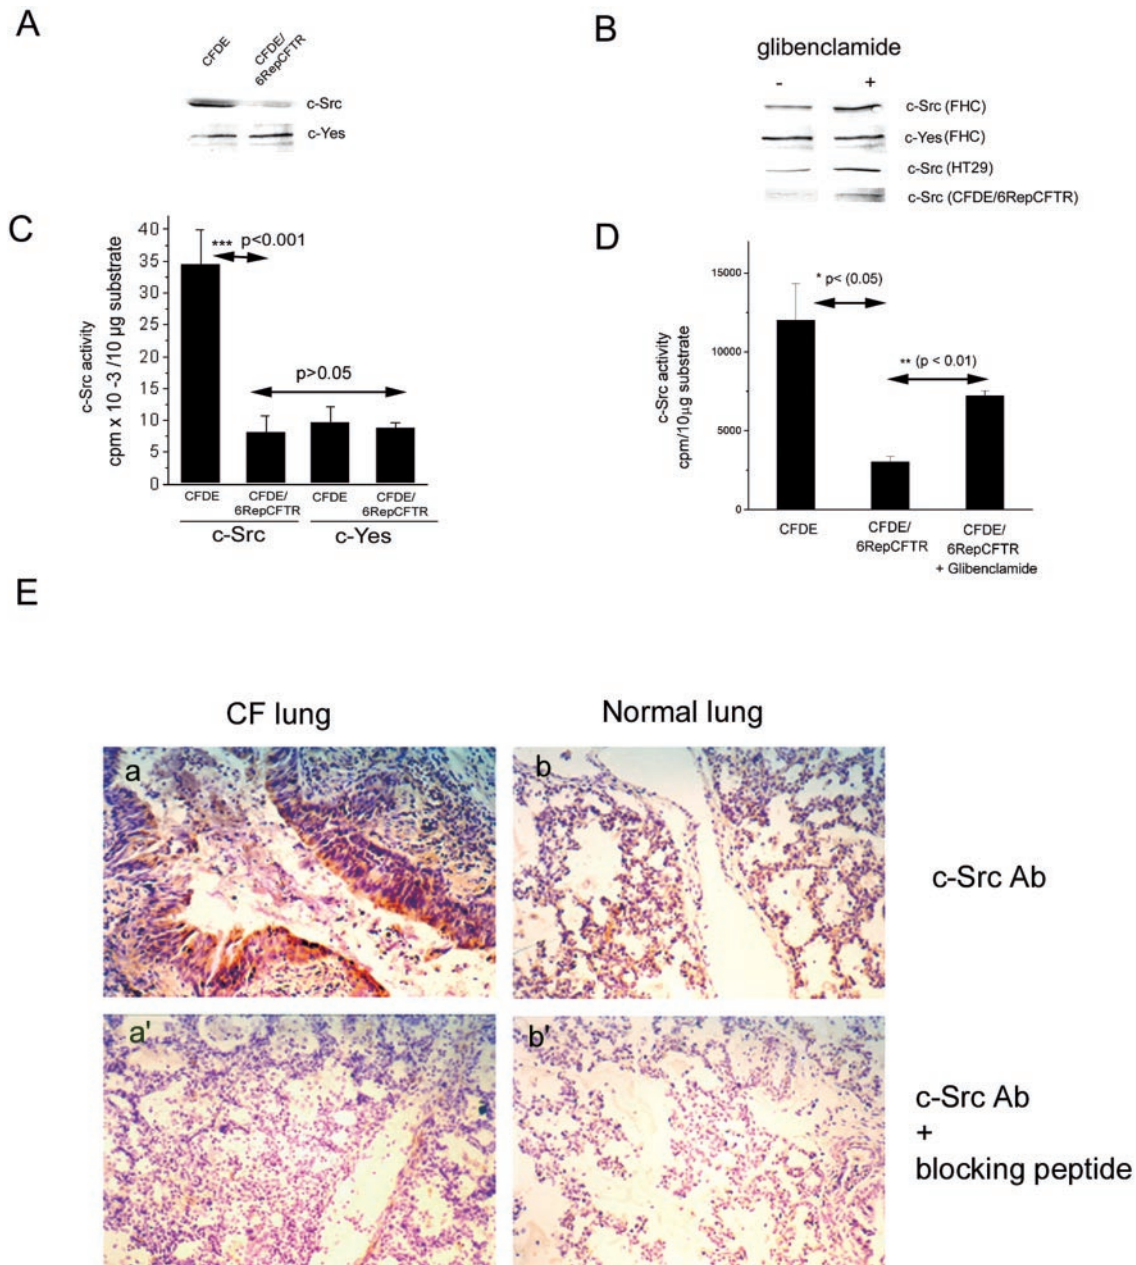 A
CFDE
CFDE/
6RepCFTR
c-Src
c-Yes
B
glibenclamide
- +
c-Src (FHC)
c-Yes (FHC)
c-Src (HT29)
c-Src (CFDE/6RepCFTR)
C
c-Src activity
cpm x 10 -3 /10 µg substrate
40
35
30
25
20
15
10
5
0
*** p<0.001
p>0.05
CFDE
CFDE/
6RepCFTR
CFDE
CFDE/
6RepCFTR
c-Src
c-Yes
D
c-Src activity
cpm/10µg substrate
15000
10000
5000
0
* p< (0.05)
** (p < 0.01)
CFDE
CFDE/
6RepCFTR
CFDE/
6RepCFTR
+ Glibenclamide
E
CF lung
Normal lung
a
b
c-Src Ab
a'
b'
c-Src Ab
+
blocking peptide